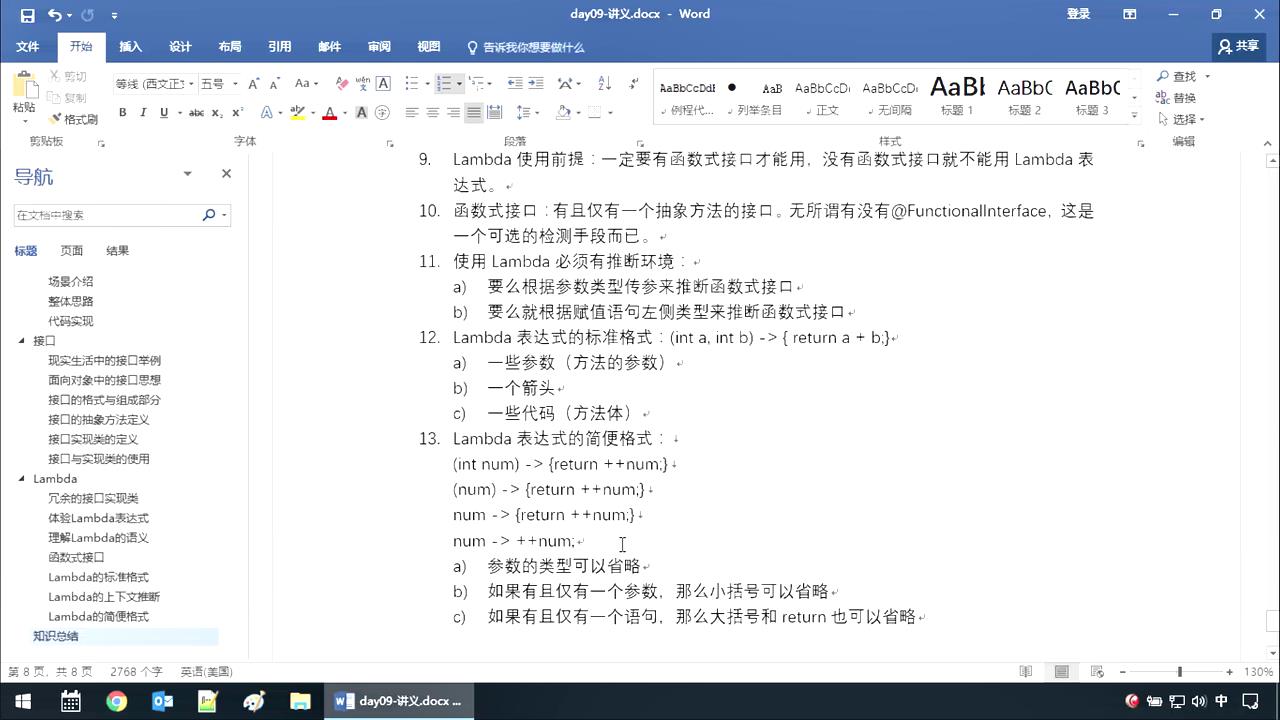 day09-讲义.docx - Word
登录
文件
开始
插入
设计
布局
引用
邮件
审阅
视图
告诉我你想要做什么
共享
粘贴
剪切
复制
格式刷
等线 (西文正3
五号
查找
替换
选择
AaBbCcDdI
AaB
AaBbCcDi
AaBbCcDi
AaBl
AaBbC
AaBbC
例程代...
列举条目
正文
无间隔
标题 1
标题 2
标题 3
剪贴板
字体
段落
样式
编辑
导航
在文档中搜索
标题
页面
结果
场景介绍
整体思路
代码实现
接口
现实生活中的接口举例
面向对象中的接口思想
接口的格式与组成部分
接口的抽象方法定义
接口实现类的定义
接口与实现类的使用
Lambda
冗余的接口实现类
体验Lambda表达式
理解Lambda的语义
函数式接口
Lambda的标准格式
Lambda的上下文推断
Lambda的简便格式
知识总结
9. Lambda 使用前提：一定要有函数式接口才能用，没有函数式接口就不能用 Lambda 表
达式。
10. 函数式接口：有且仅有一个抽象方法的接口。无所谓有没有@FunctionalInterface，这是
一个可选的检测手段而已。
11. 使用 Lambda 必须有推断环境：
a) 要么根据参数类型传参来推断函数式接口
b) 要么就根据赋值语句左侧类型来推断函数式接口
12. Lambda 表达式的标准格式：(int a, int b) -> { return a + b;}
a) 一些参数（方法的参数）
b) 一个箭头
c) 一些代码（方法体）
13. Lambda 表达式的简便格式：
(int num) -> {return ++num;}
(num) -> {return ++num;}
num -> {return ++num;}
num -> ++num;
a) 参数的类型可以省略
b) 如果有且仅有一个参数，那么小括号可以省略
c) 如果有且仅有一个语句，那么大括号和 return 也可以省略
第 8 页，共 8 页
2768 个字
英语(美国)
130%
day09-讲义.docx ...
中